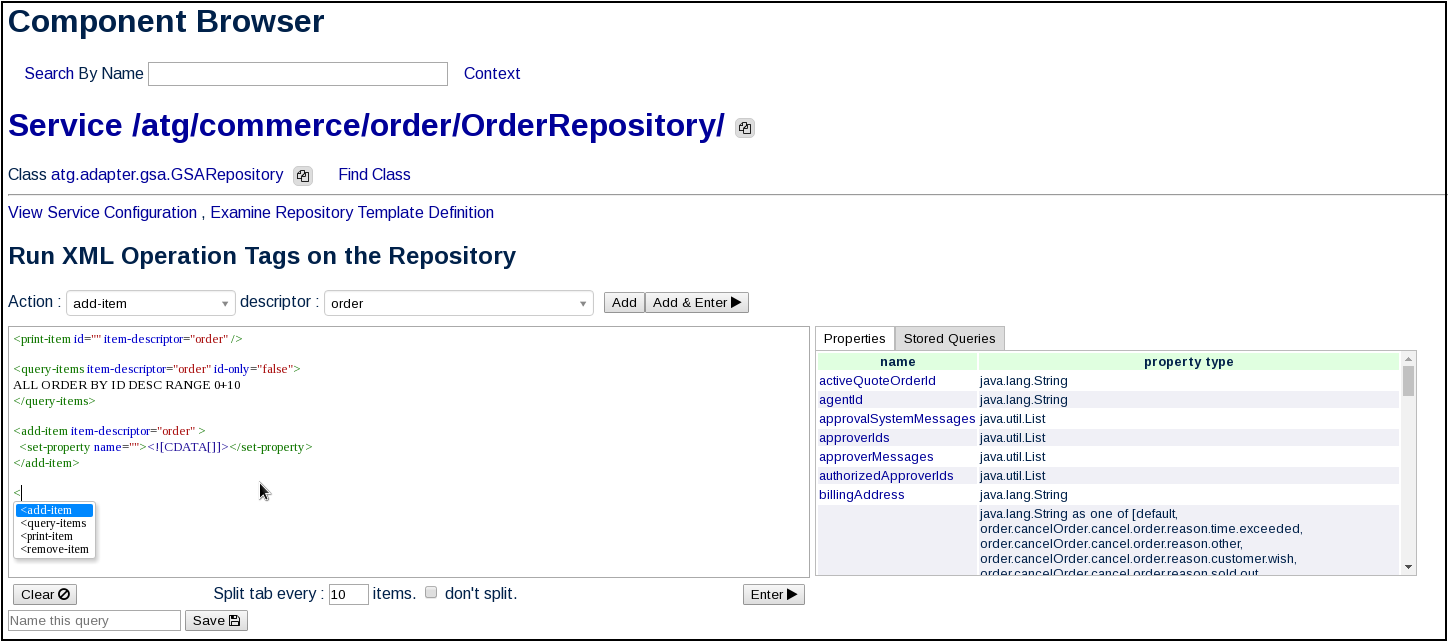 Component Browser
Search By Name Context
Service /atg/commerce/order/OrderRepository/
Class atg.adapter.gsa.GSARepository Find Class
View Service Configuration , Examine Repository Template Definition
Run XML Operation Tags on the Repository
Action : add-item descriptor : order Add Add & Enter
<print-item id="" item-descriptor="order" />
<query-items item-descriptor="order" id-only="false">
ALL ORDER BY ID DESC RANGE 0+10
</query-items>
<add-item item-descriptor="order" >
<set-property name=""><![CDATA[]]></set-property>
</add-item>
<
<add-item
<query-items
<print-item
<remove-item
Properties Stored Queries
name property type
activeQuoteOrderId java.lang.String
agentId java.lang.String
approvalSystemMessages java.util.List
approverIds java.util.List
approverMessages java.util.List
authorizedApproverIds java.util.List
billingAddress java.lang.String
java.lang.String as one of [default,
order.cancelOrder.cancel.order.reason.time.exceeded,
order.cancelOrder.cancel.order.reason.other,
order.cancelOrder.cancel.order.reason.customer.wish,
order.cancelOrder.cancel.order.reason.sold.out
Clear Split tab every : 10 items. don't split. Enter
Name this query Save